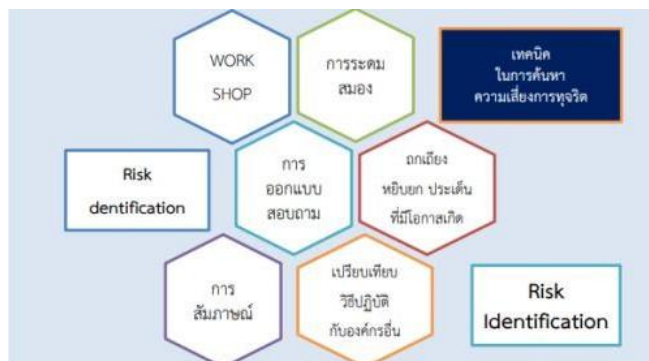 WORK
SHOP
การระดม
สมอง
เทคนิค
ในการค้นหา
ความเสี่ยงการทุจริต
Risk
dentification
การ
ออกแบบ
สอบถาม
ถกเถียง
หยิบยก ประเด็น
ที่มีโอกาสเกิด
การ
สัมภาษณ์
เปรียบเทียบ
วิธีปฏิบัติ
กับองค์กรอื่น
Risk
Identification